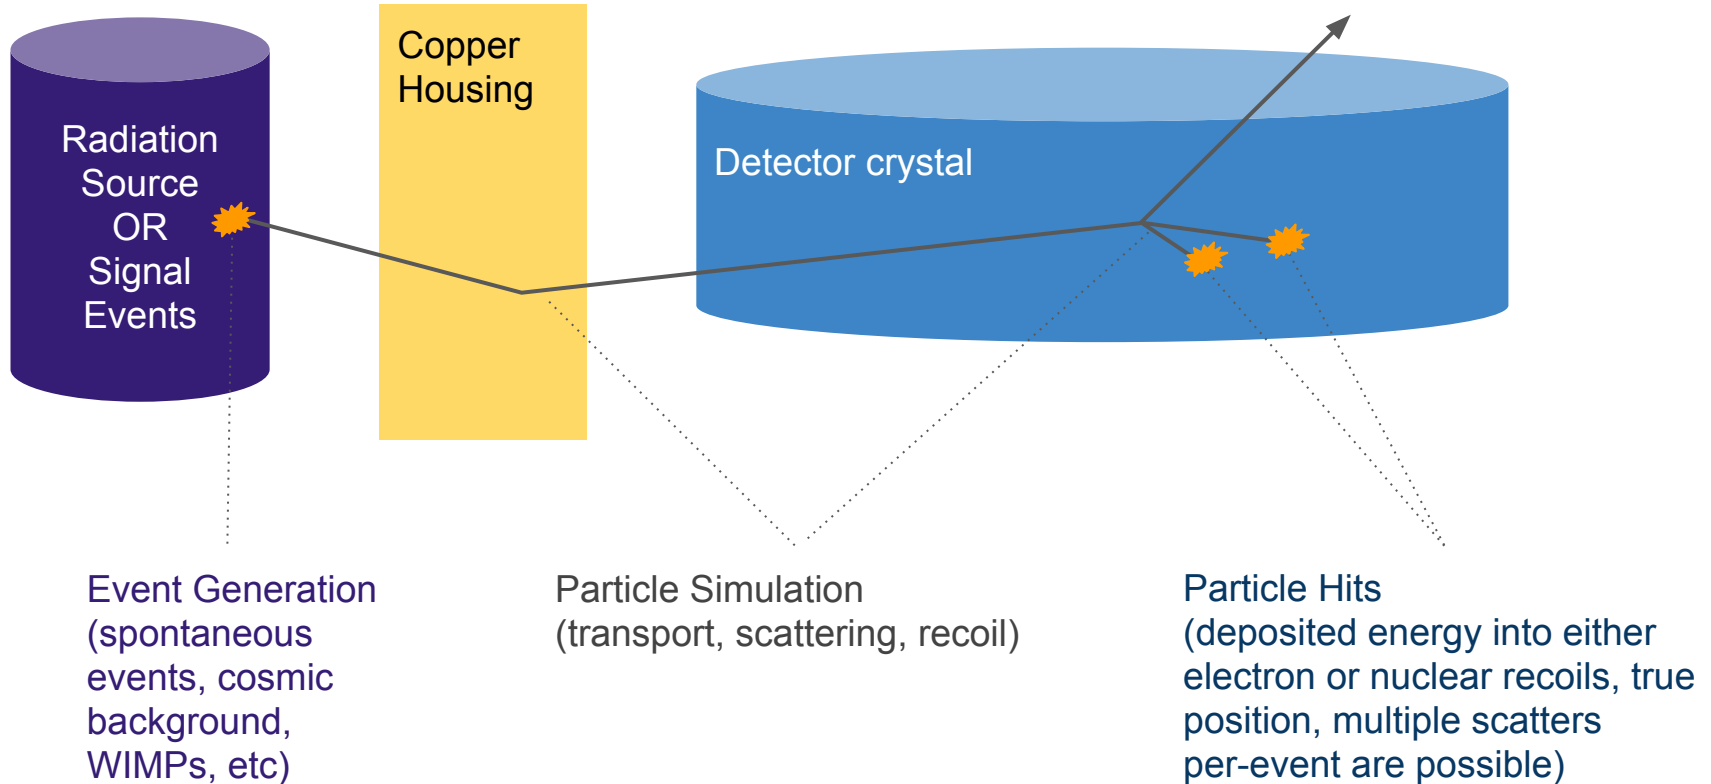 Radiation
Source
OR
Signal
Events
Copper
Housing
Detector crystal
Event Generation
(spontaneous
events, cosmic
background,
WIMPs, etc)
Particle Simulation
(transport, scattering, recoil)
Particle Hits
(deposited energy into either
electron or nuclear recoils, true
position, multiple scatters
per-event are possible)